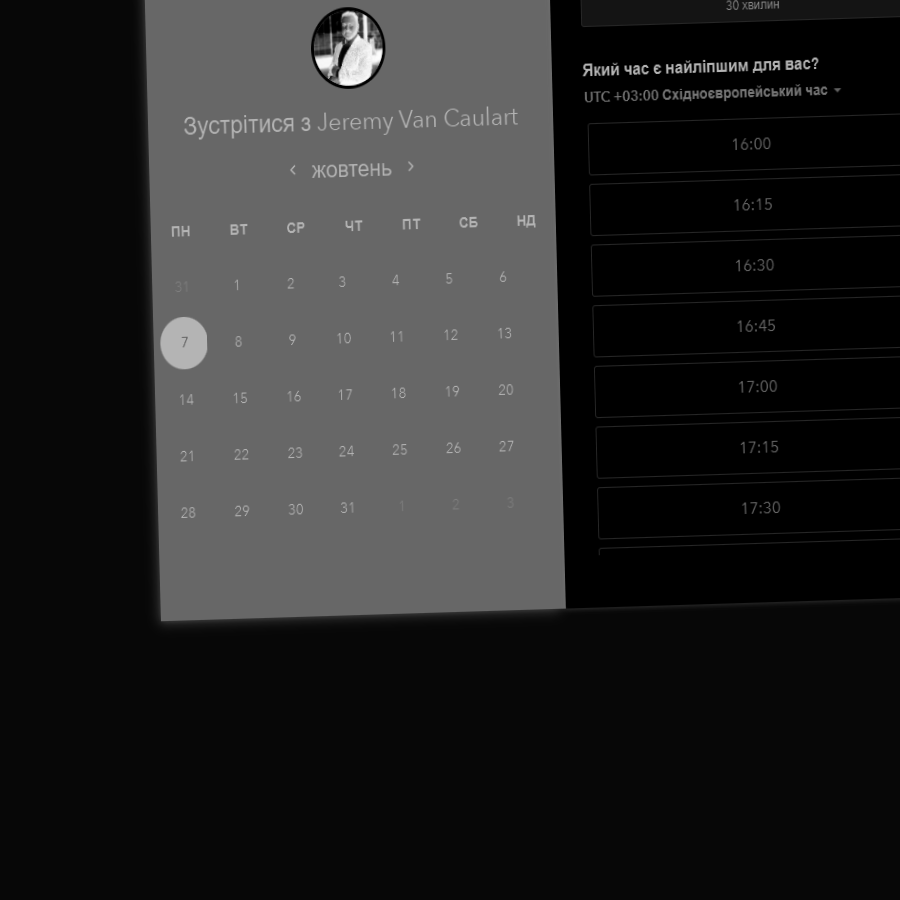 Зустрітися з Jeremy Van Caulart
жовтень
ПН ВТ СР ЧТ ПТ СБ НД
31 1 2 3 4 5 6
7 8 9 10 11 12 13
14 15 16 17 18 19 20
21 22 23 24 25 26 27
28 29 30 31 1 2 3
30 хвилин
Який час є найліпшим для вас?
UTC +03:00 Східноєвропейський час
16:00
16:15
16:30
16:45
17:00
17:15
17:30